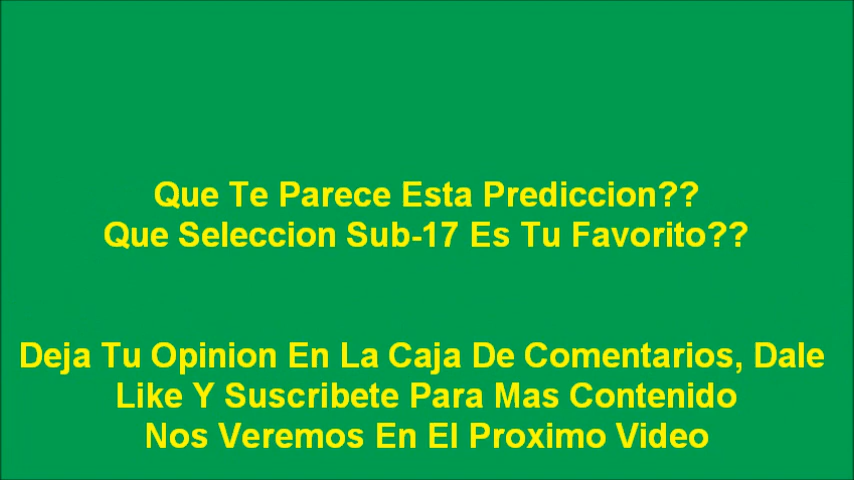 Que Te Parece Esta Prediccion??
Que Seleccion Sub-17 Es Tu Favorito??
Deja Tu Opinion En La Caja De Comentarios, Dale
Like Y Suscribete Para Mas Contenido
Nos Veremos En El Proximo Video